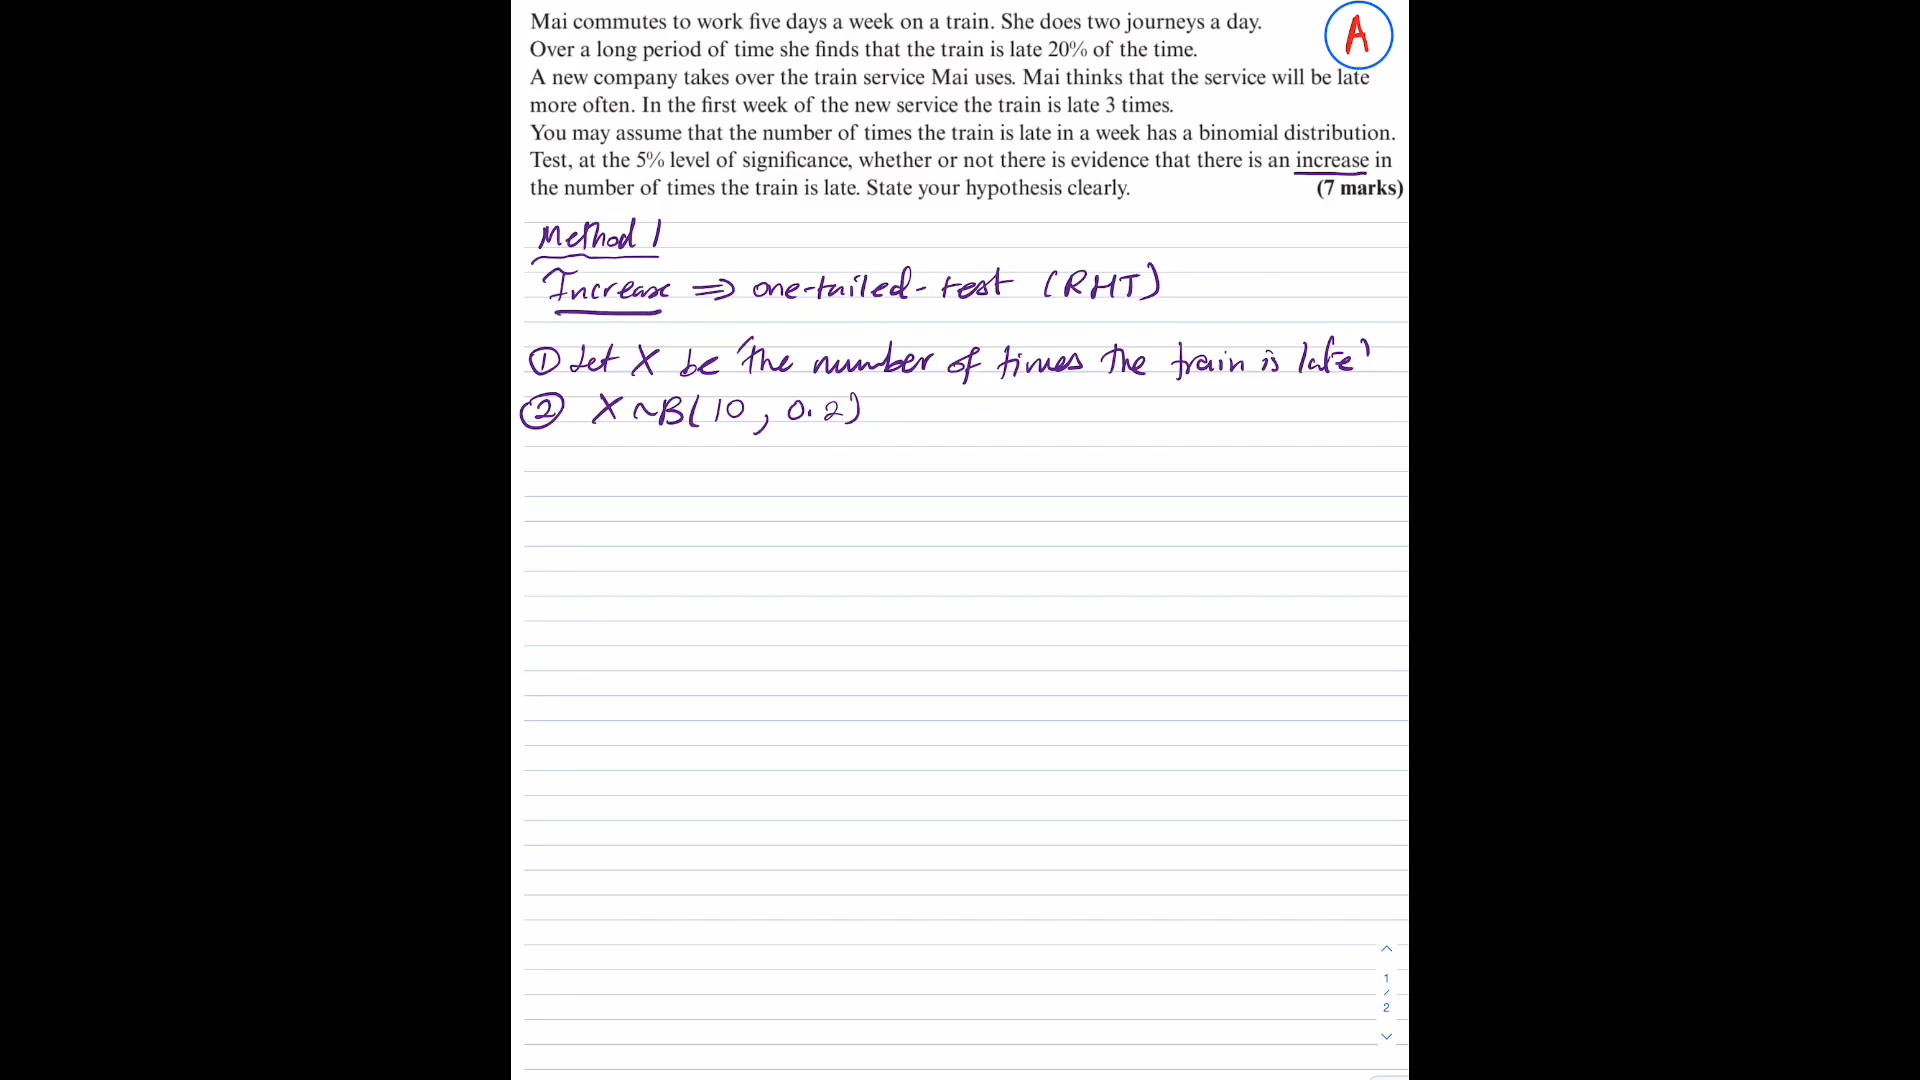 Mai commutes to work five days a week on a train. She does two journeys a day.
Over a long period of time she finds that the train is late 20% of the time.
A new company takes over the train service Mai uses. Mai thinks that the service will be late
more often. In the first week of the new service the train is late 3 times.
You may assume that the number of times the train is late in a week has a binomial distribution.
Test, at the 5% level of significance, whether or not there is evidence that there is an increase in
the number of times the train is late. State your hypothesis clearly. (7 marks)
A
Method 1
Increase ⇒ one-tailed-test (RHT)
① Let X be 'the number of times the train is late'
② X ~ B(10, 0.2)
1
/
2